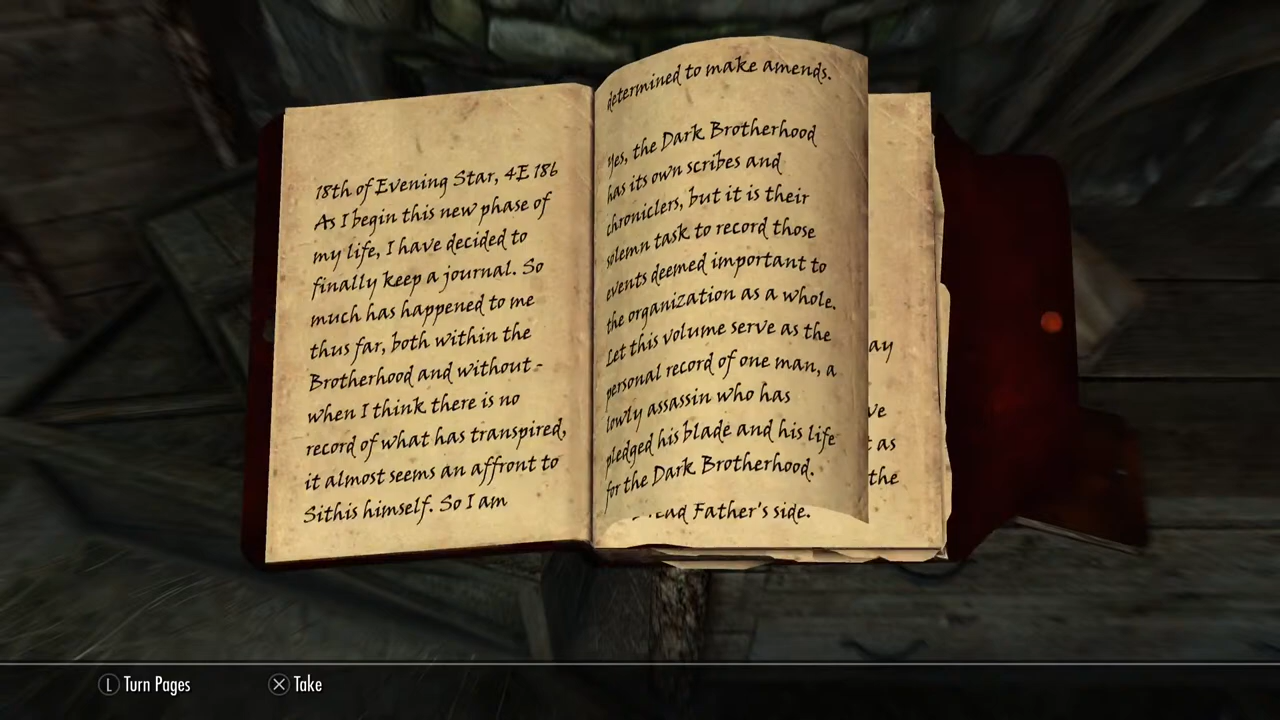 18th of Evening Star, 4E 186
As I begin this new phase of
my life, I have decided to
finally keep a journal. So
much has happened to me
thus far, both within the
Brotherhood and without -
when I think there is no
record of what has transpired,
it almost seems an affront to
Sithis himself. So I am
determined to make amends.
Yes, the Dark Brotherhood
has its own scribes and
chroniclers, but it is their
solemn task to record those
events deemed important to
the organization as a whole.
Let this volume serve as the
personal record of one man, a
lowly assassin who has
pledged his blade and his life
for the Dark Brotherhood.
Father's side.
as
the
L Turn Pages
X Take